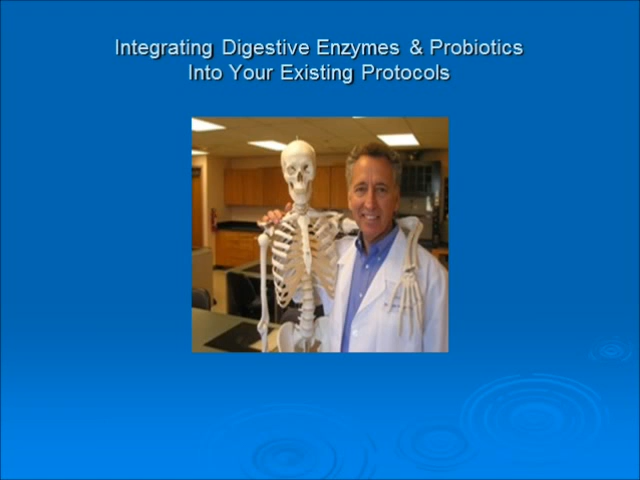 Integrating Digestive Enzymes & Probiotics
Into Your Existing Protocols